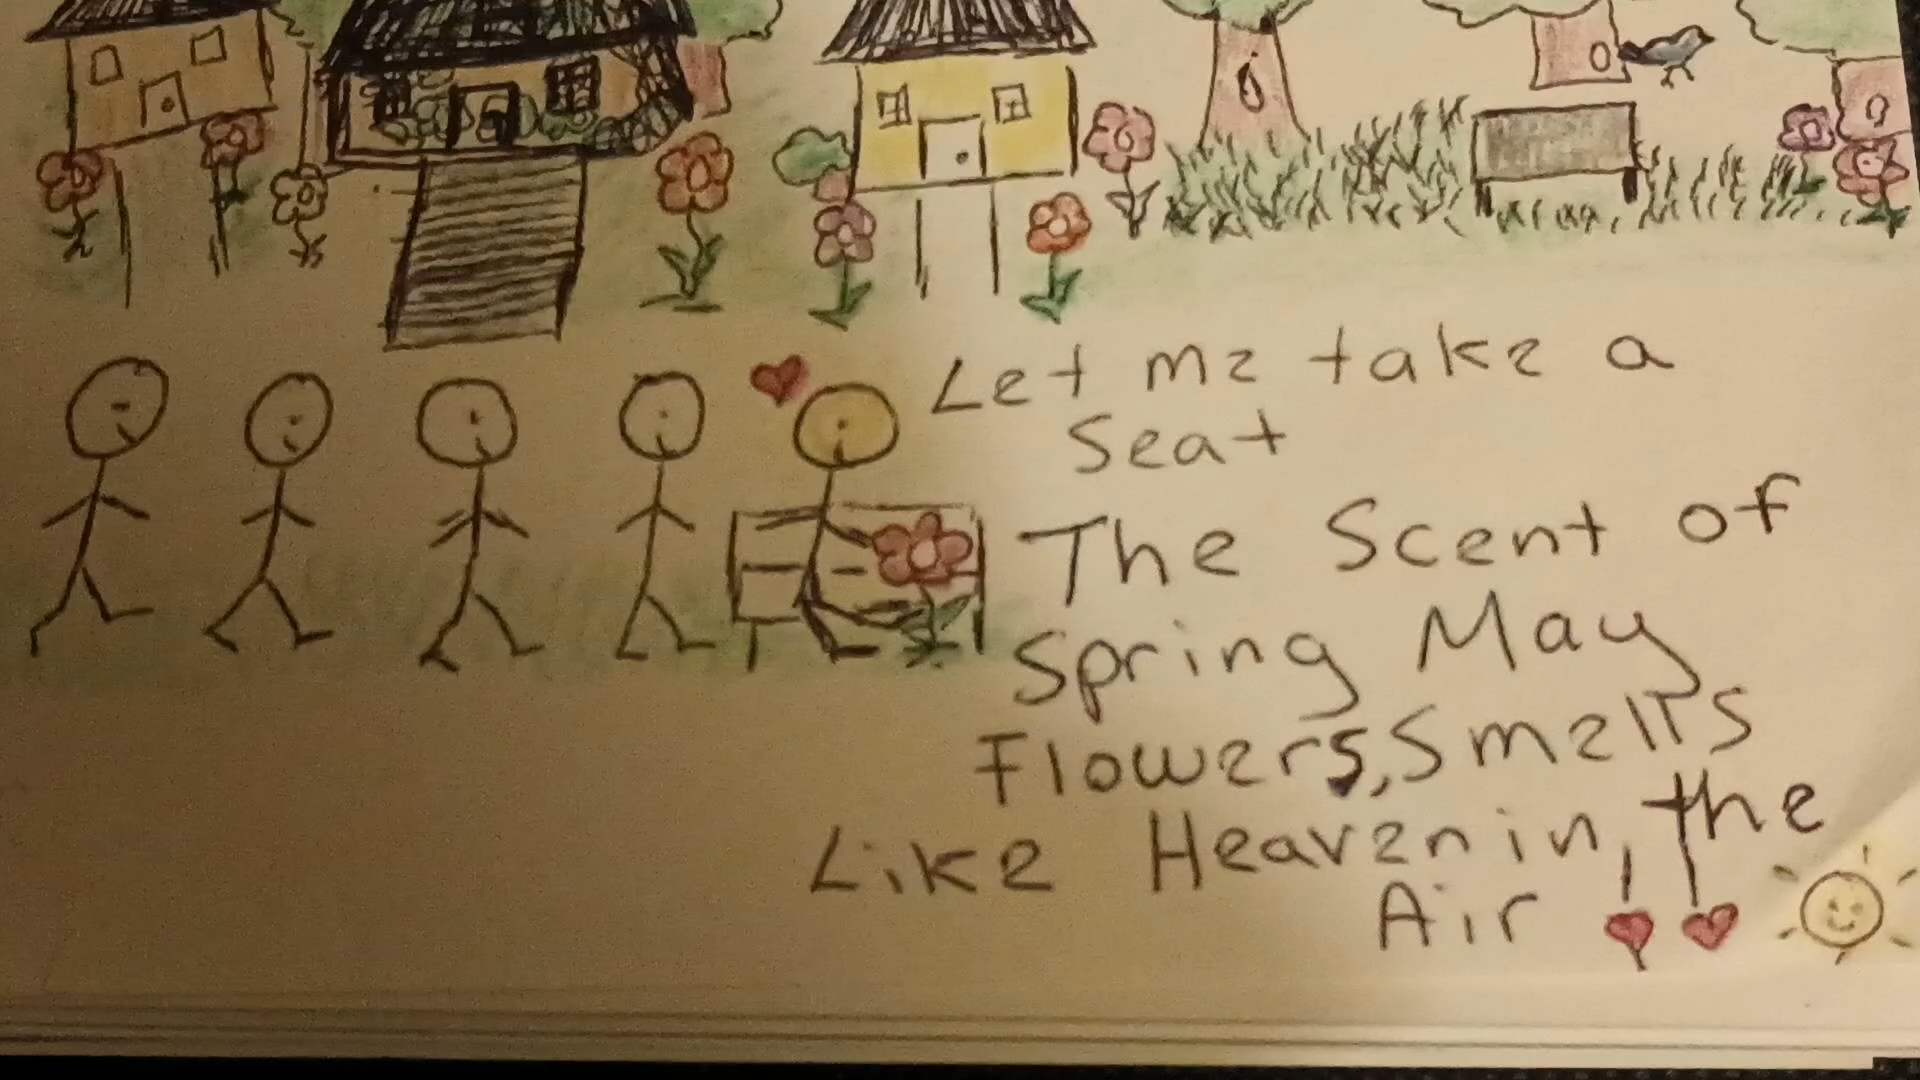 Let me take a
Seat
The Scent of
Spring May
Flowers, Smells
Like Heaven in, the
Air